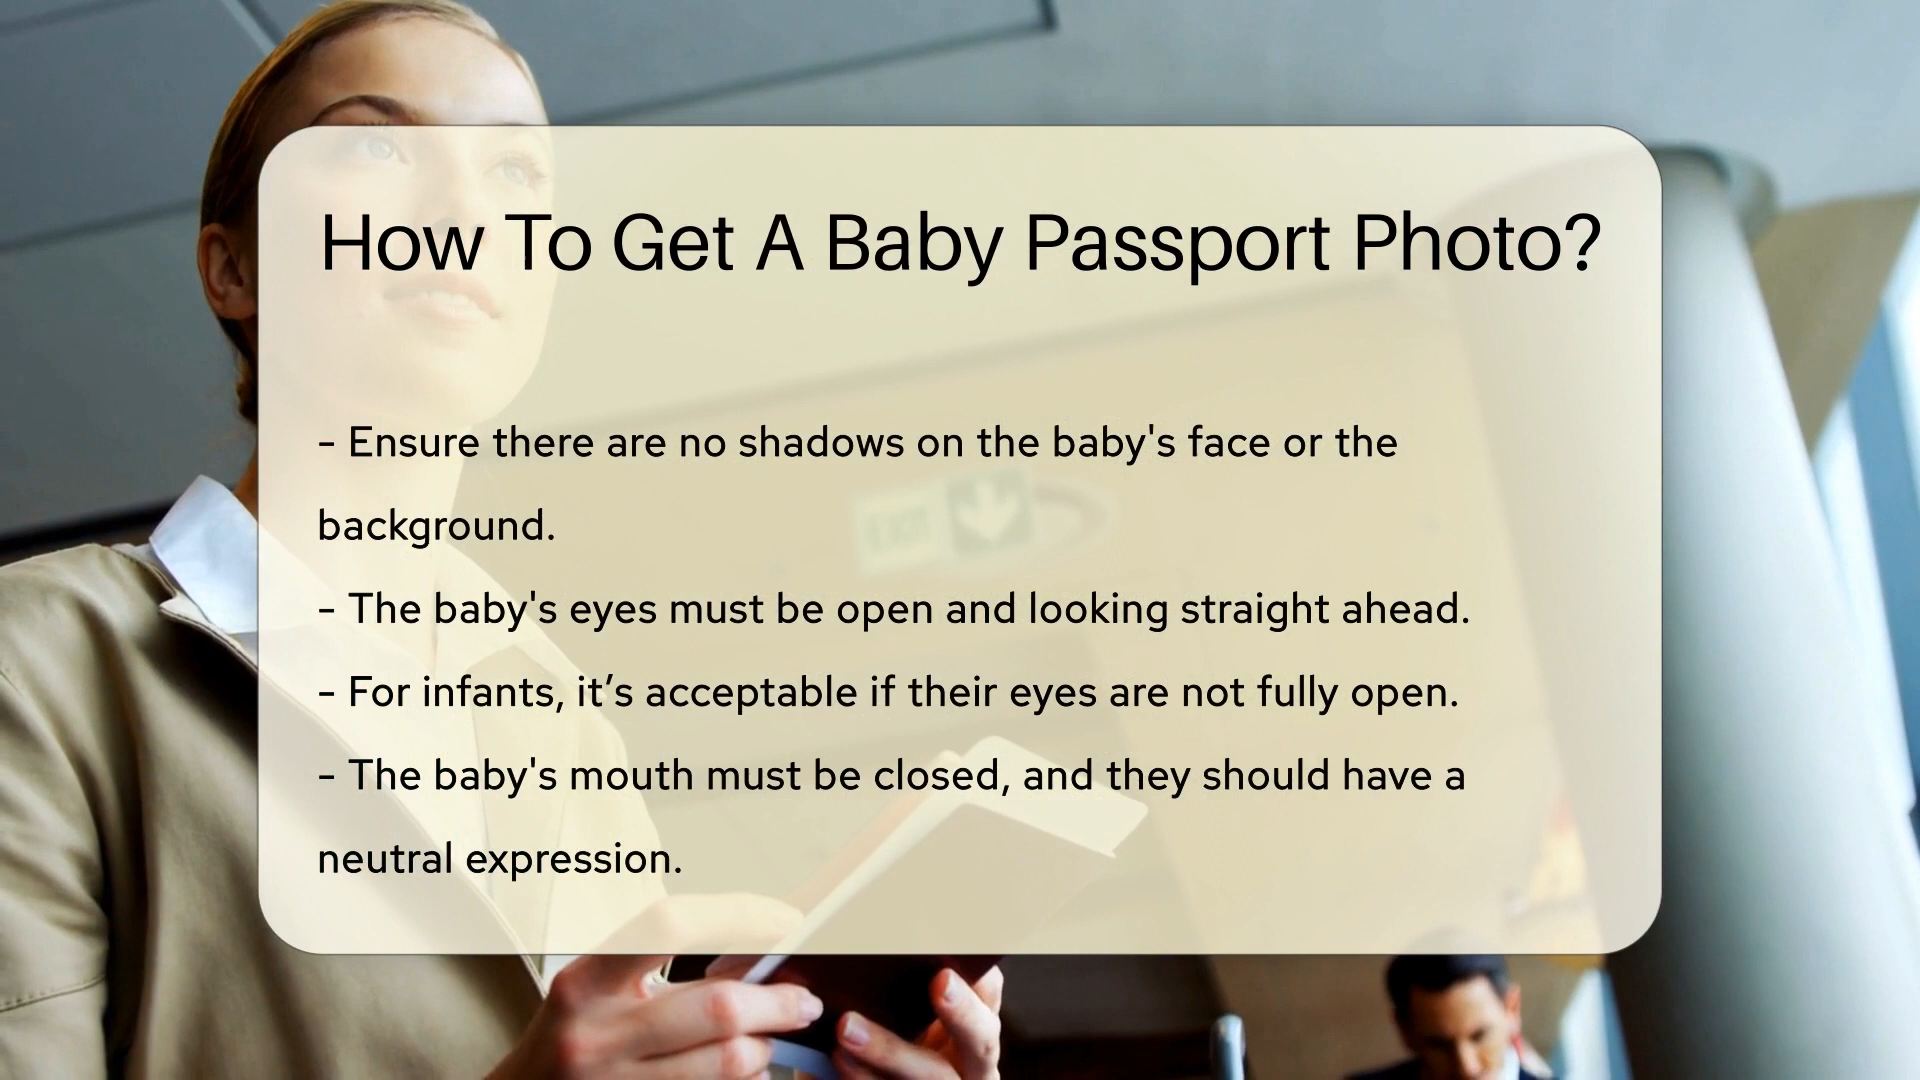 How To Get A Baby Passport Photo?
- Ensure there are no shadows on the baby's face or the
background.
- The baby's eyes must be open and looking straight ahead.
- For infants, it’s acceptable if their eyes are not fully open.
- The baby's mouth must be closed, and they should have a
neutral expression.
EXIT